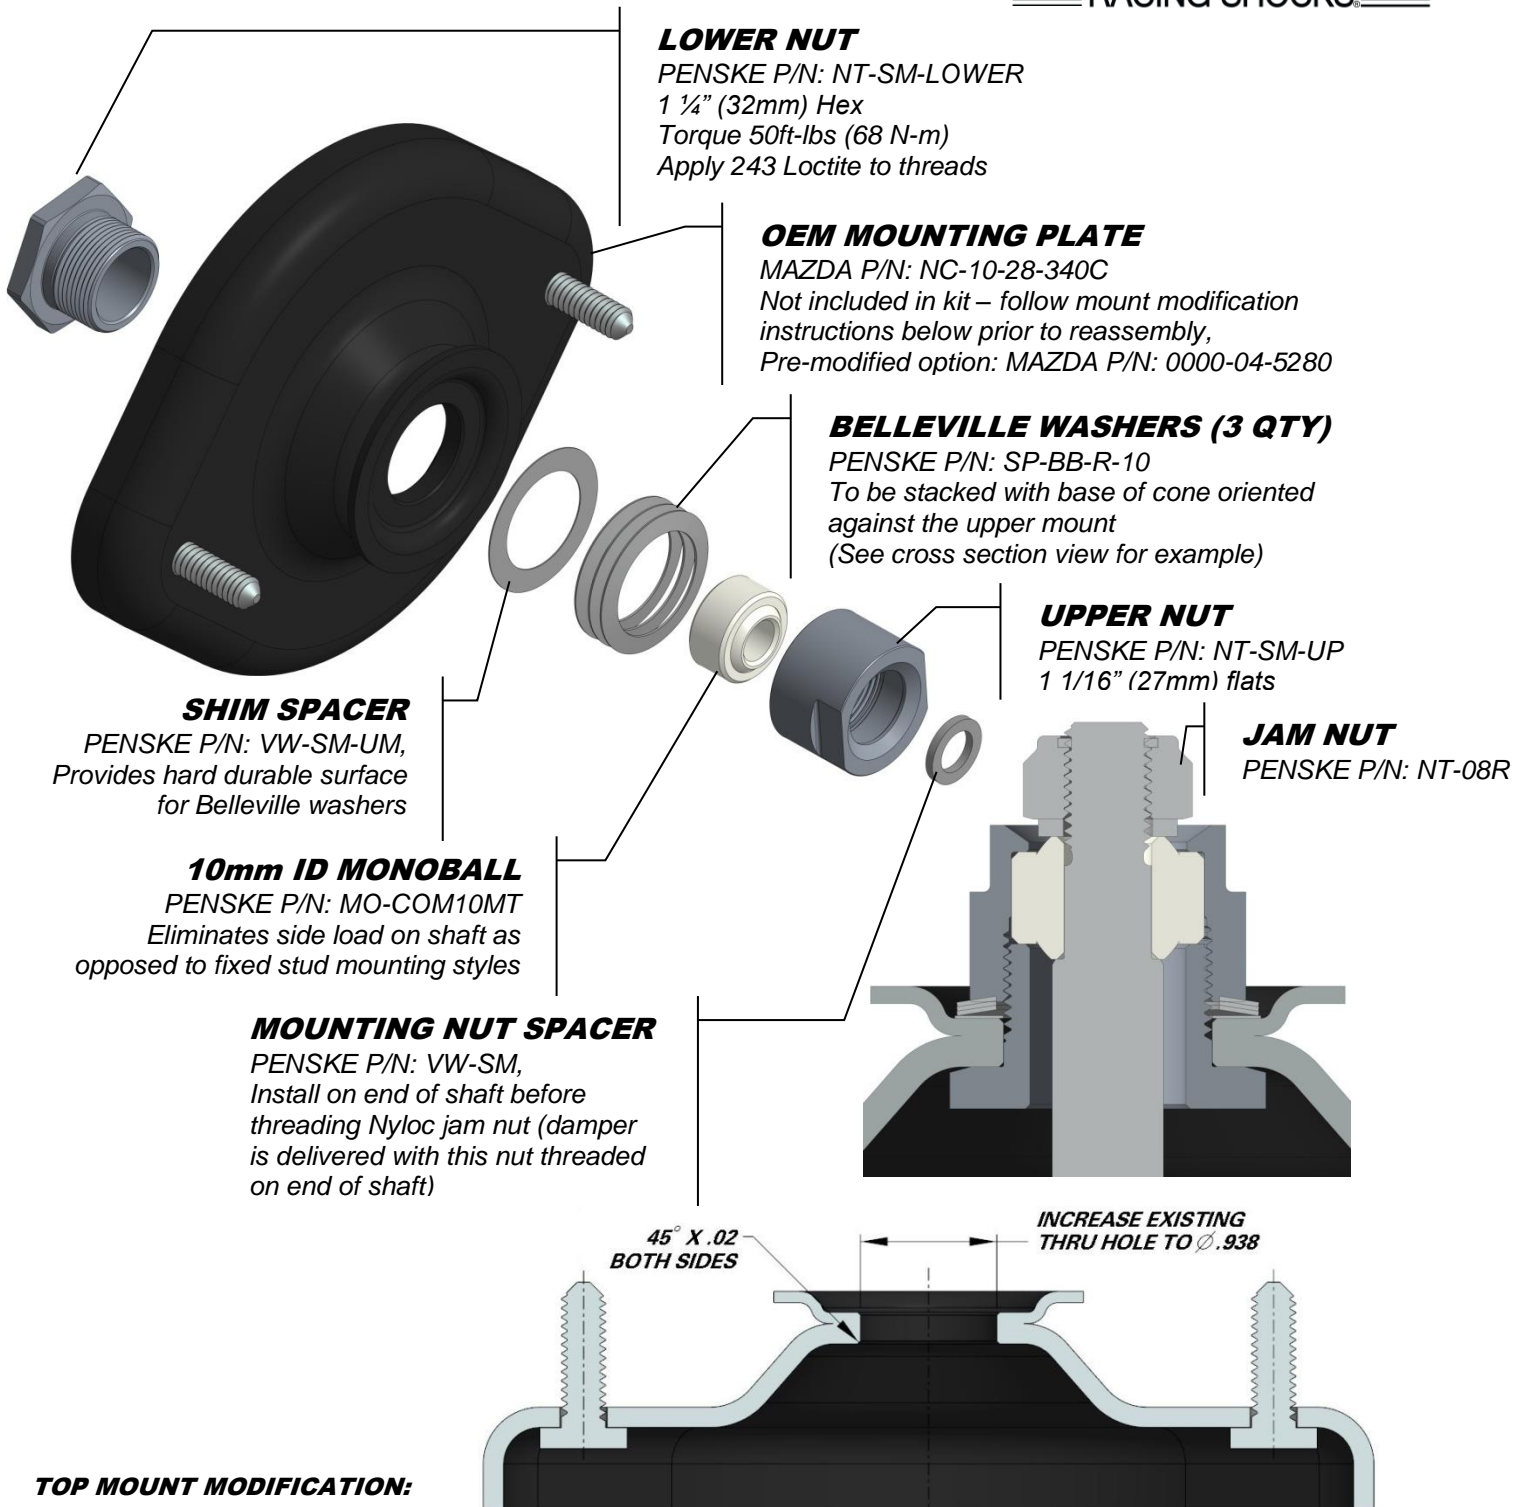 RACING SHOCKS®
LOWER NUT
PENSKE P/N: NT-SM-LOWER
1 ¼” (32mm) Hex
Torque 50ft-lbs (68 N-m)
Apply 243 Loctite to threads
OEM MOUNTING PLATE
MAZDA P/N: NC-10-28-340C
Not included in kit – follow mount modification
instructions below prior to reassembly,
Pre-modified option: MAZDA P/N: 0000-04-5280
BELLEVILLE WASHERS (3 QTY)
PENSKE P/N: SP-BB-R-10
To be stacked with base of cone oriented
against the upper mount
(See cross section view for example)
UPPER NUT
PENSKE P/N: NT-SM-UP
1 1/16” (27mm) flats
JAM NUT
PENSKE P/N: NT-08R
SHIM SPACER
PENSKE P/N: VW-SM-UM,
Provides hard durable surface
for Belleville washers
10mm ID MONOBALL
PENSKE P/N: MO-COM10MT
Eliminates side load on shaft as
opposed to fixed stud mounting styles
MOUNTING NUT SPACER
PENSKE P/N: VW-SM,
Install on end of shaft before
threading Nyloc jam nut (damper
is delivered with this nut threaded
on end of shaft)
45° X .02
BOTH SIDES
INCREASE EXISTING
THRU HOLE TO ∅.938
TOP MOUNT MODIFICATION: